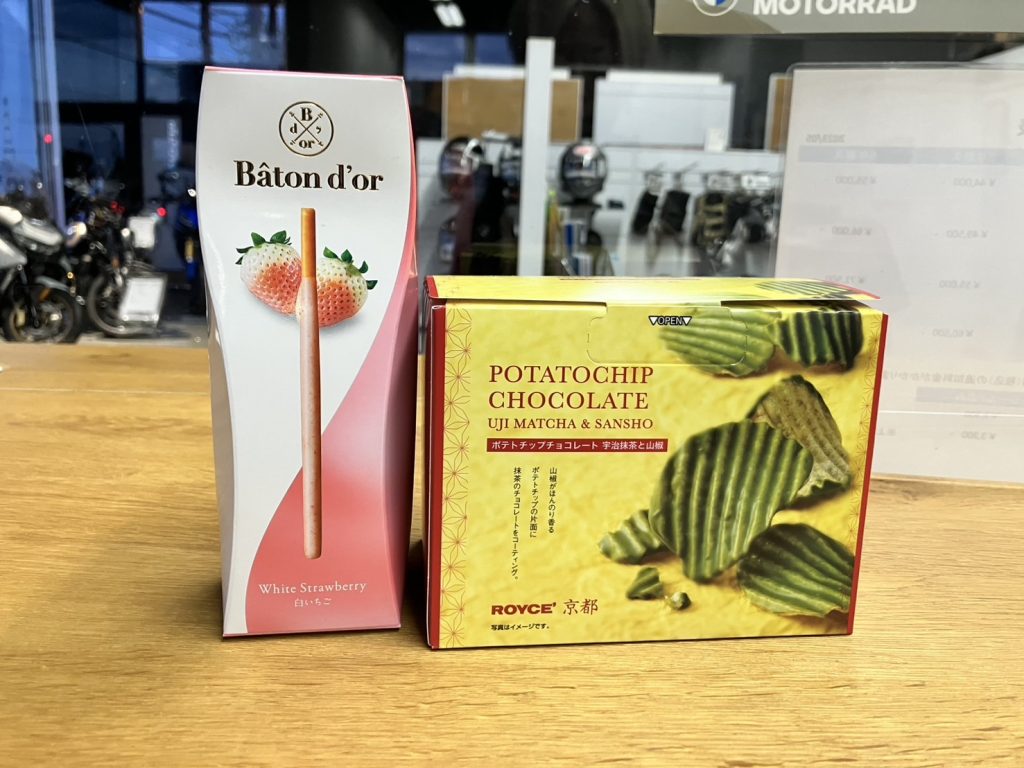 MOTORRAD
B
d y
or
Bâton d'or
White Strawberry
白いちご
▽OPEN▽
POTATOCHIP
CHOCOLATE
UJI MATCHA & SANSHO
ポテトチップチョコレート 宇治抹茶と山椒
山椒がほんのり香る
ポテトチップの片面に
抹茶のチョコレートをコーティング。
ROYCE' 京都
写真はイメージです。
2023/05